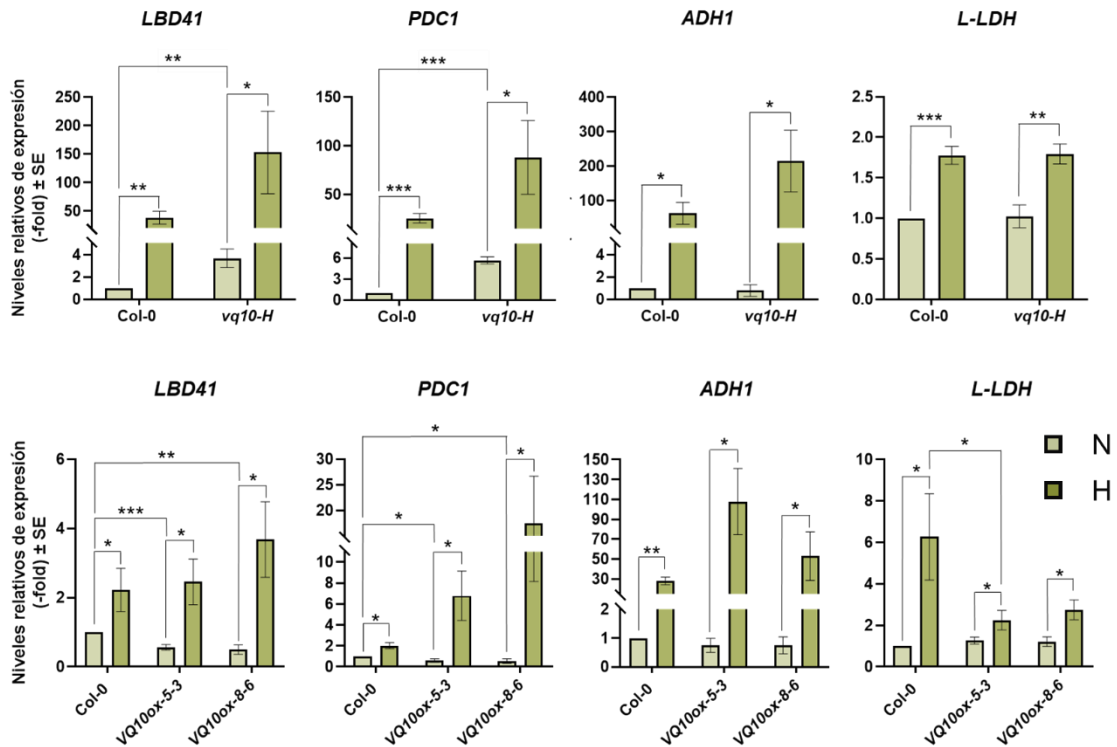 LBD41
PDC1
ADH1
L-LDH
Niveles relativos de expresión
(-fold) ± SE
250
200
150
100
50
4
2
0
**
**
*
Col-0
vq10-H
150
100
50
6
3
0
***
***
*
Col-0
vq10-H
400
300
200
100
4
3
2
1
0
*
*
Col-0
vq10-H
2.5
2.0
1.5
1.0
0.5
0.0
***
**
Col-0
vq10-H
LBD41
PDC1
ADH1
L-LDH
Niveles relativos de expresión
(-fold) ± SE
6
4
2
0
**
***
*
*
*
Col-0
VQ10ox-5-3
VQ10ox-8-6
30
25
20
10
8
6
4
2
0
*
*
*
*
*
Col-0
VQ10ox-5-3
VQ10ox-8-6
150
130
110
90
70
50
30
2
1
0
**
*
*
Col-0
VQ10ox-5-3
VQ10ox-8-6
10
8
6
4
2
0
*
*
*
*
Col-0
VQ10ox-5-3
VQ10ox-8-6
N
H